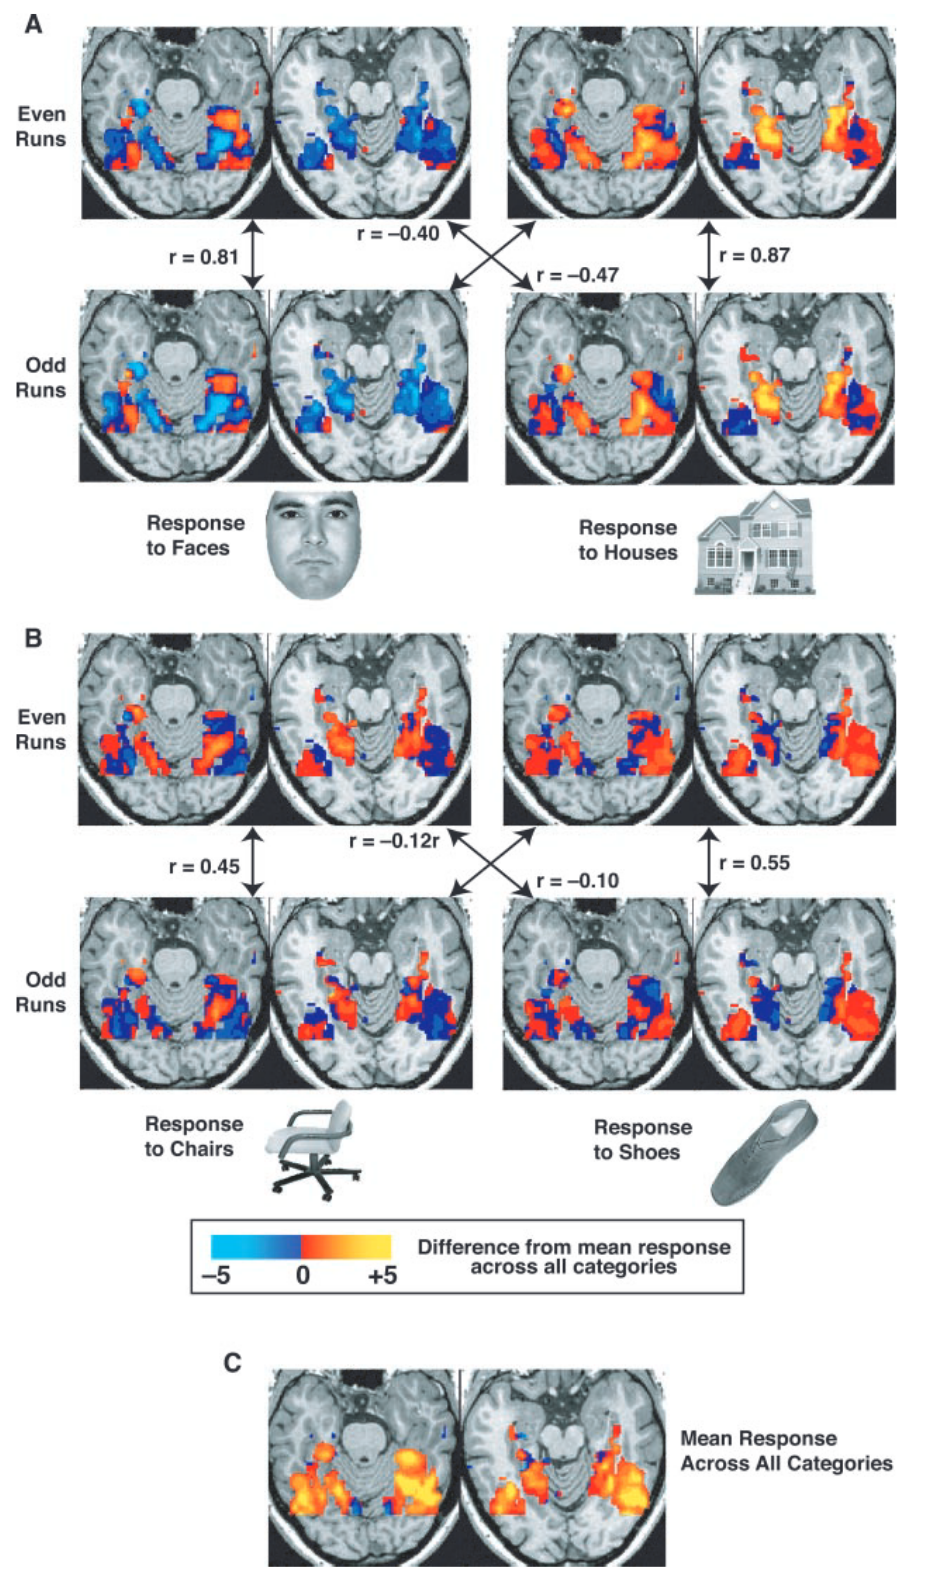 A
Even
Runs
r = 0.81
r = –0.40
r = –0.47
r = 0.87
Odd
Runs
Response
to Faces
Response
to Houses
B
Even
Runs
r = 0.45
r = –0.12r
r = –0.10
r = 0.55
Odd
Runs
Response
to Chairs
Response
to Shoes
Difference from mean response
across all categories
–5 0 +5
C
Mean Response
Across All Categories